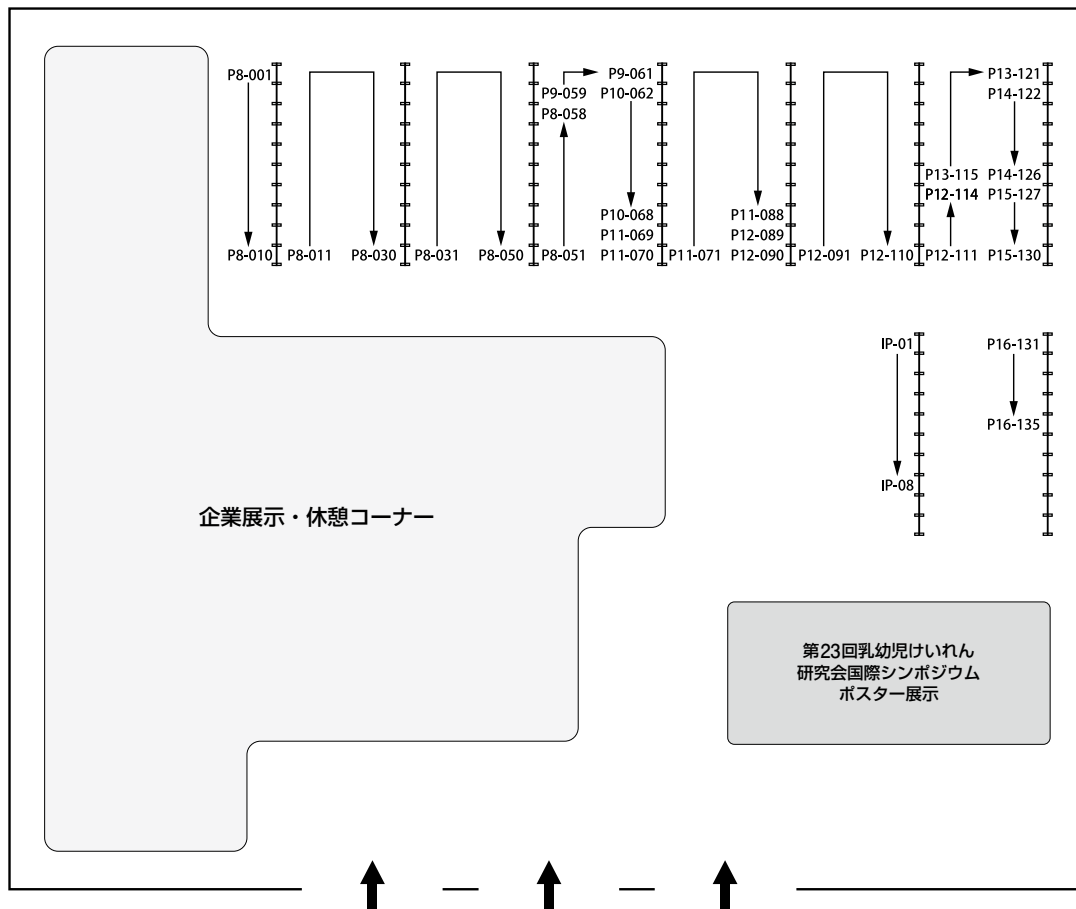 P8-001
P8-010
P8-011
P8-030
P8-031
P8-050
P8-051
P8-058
P9-059
P9-061
P10-062
P10-068
P11-069
P11-070
P11-071
P11-088
P12-089
P12-090
P12-091
P12-110
P12-111
P12-114
P13-115
P13-121
P14-122
P14-126
P15-127
P15-130
IP-01
IP-08
P16-131
P16-135
企業展示・休憩コーナー
第23回乳幼児けいれん
研究会国際シンポジウム
ポスター展示